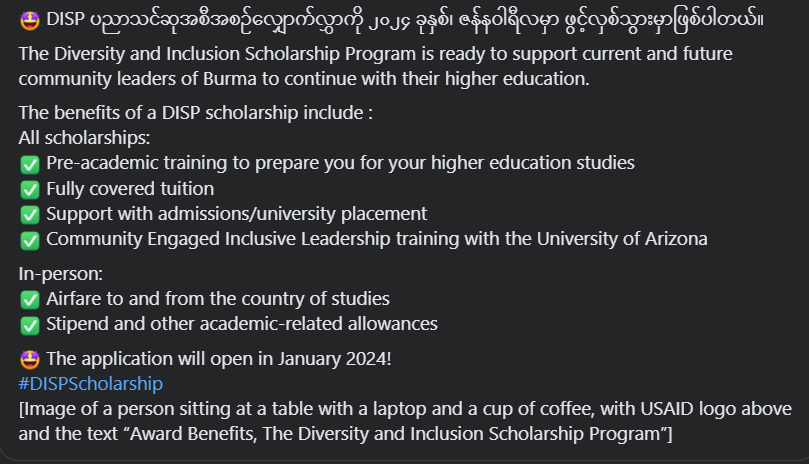 🤩 DISP ပညာသင်ဆုအစီအစဉ်လျှောက်လွှာကို ၂၀၂၄ ခုနှစ်၊ ဇန်နဝါရီလမှာ ဖွင့်လှစ်သွားမှာဖြစ်ပါတယ်။
The Diversity and Inclusion Scholarship Program is ready to support current and future
community leaders of Burma to continue with their higher education.
The benefits of a DISP scholarship include :
All scholarships:
✅ Pre-academic training to prepare you for your higher education studies
✅ Fully covered tuition
✅ Support with admissions/university placement
✅ Community Engaged Inclusive Leadership training with the University of Arizona
In-person:
✅ Airfare to and from the country of studies
✅ Stipend and other academic-related allowances
🤩 The application will open in January 2024!
#DISPScholarship
[Image of a person sitting at a table with a laptop and a cup of coffee, with USAID logo above
and the text “Award Benefits, The Diversity and Inclusion Scholarship Program”]